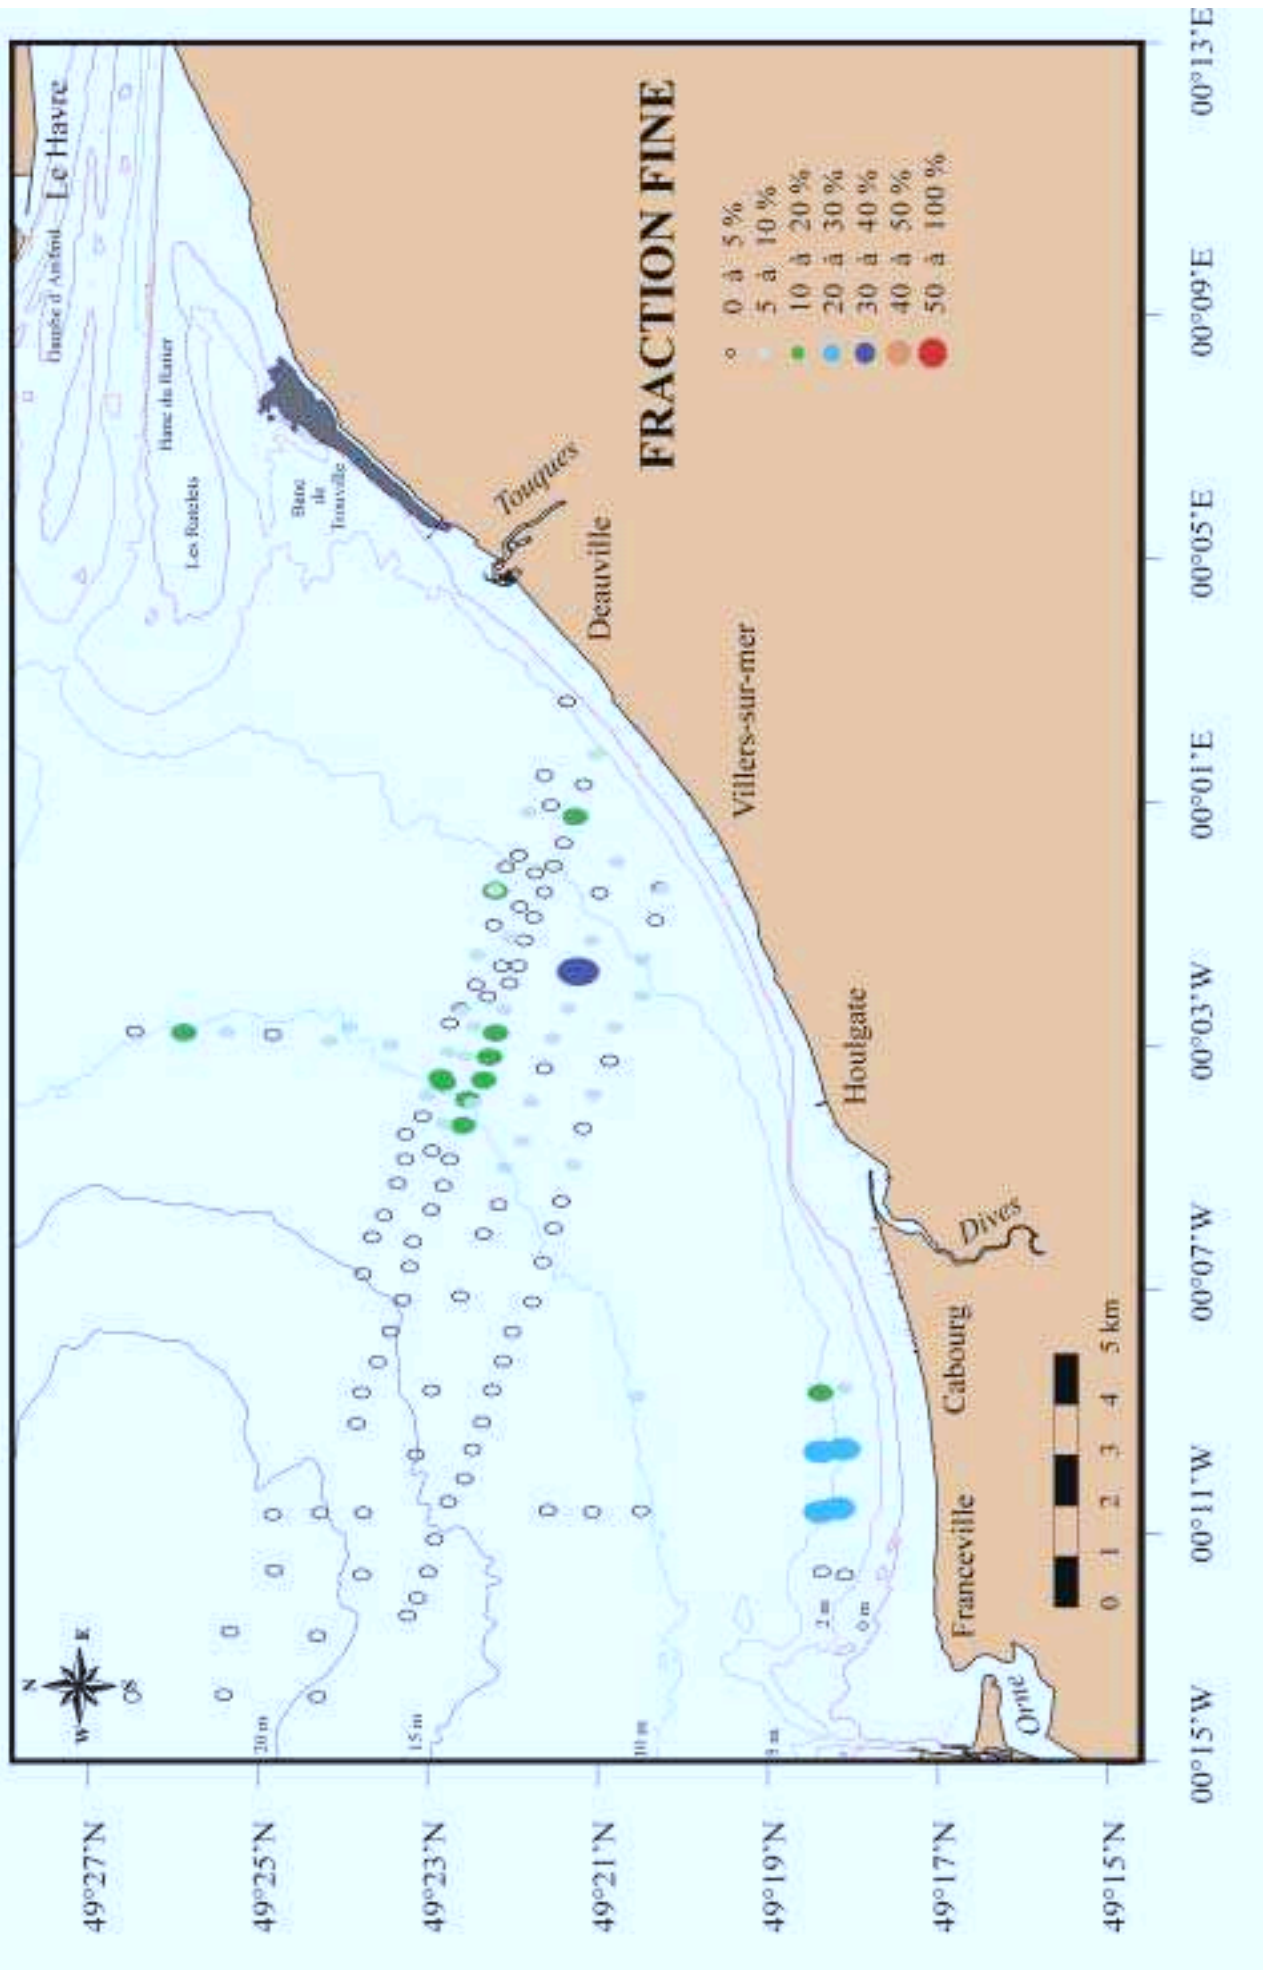 Le Havre
Banc du Ratier
Les Ratelets
Banc
de
Trouville
Touques
Deauville
Villers-sur-mer
Houlgate
Dives
Cabourg
Franceville
Orne
FRACTION FINE
0 à 5 %
5 à 10 %
10 à 20 %
20 à 30 %
30 à 40 %
40 à 50 %
50 à 100 %
N
E
S
W
20 m
15 m
10 m
2 m
0 m
0 1 2 3 4 5 km
49°27'N
49°25'N
49°23'N
49°21'N
49°19'N
49°17'N
49°15'N
00°15'W
00°11'W
00°07'W
00°03'W
00°01'E
00°05'E
00°09'E
00°13'E